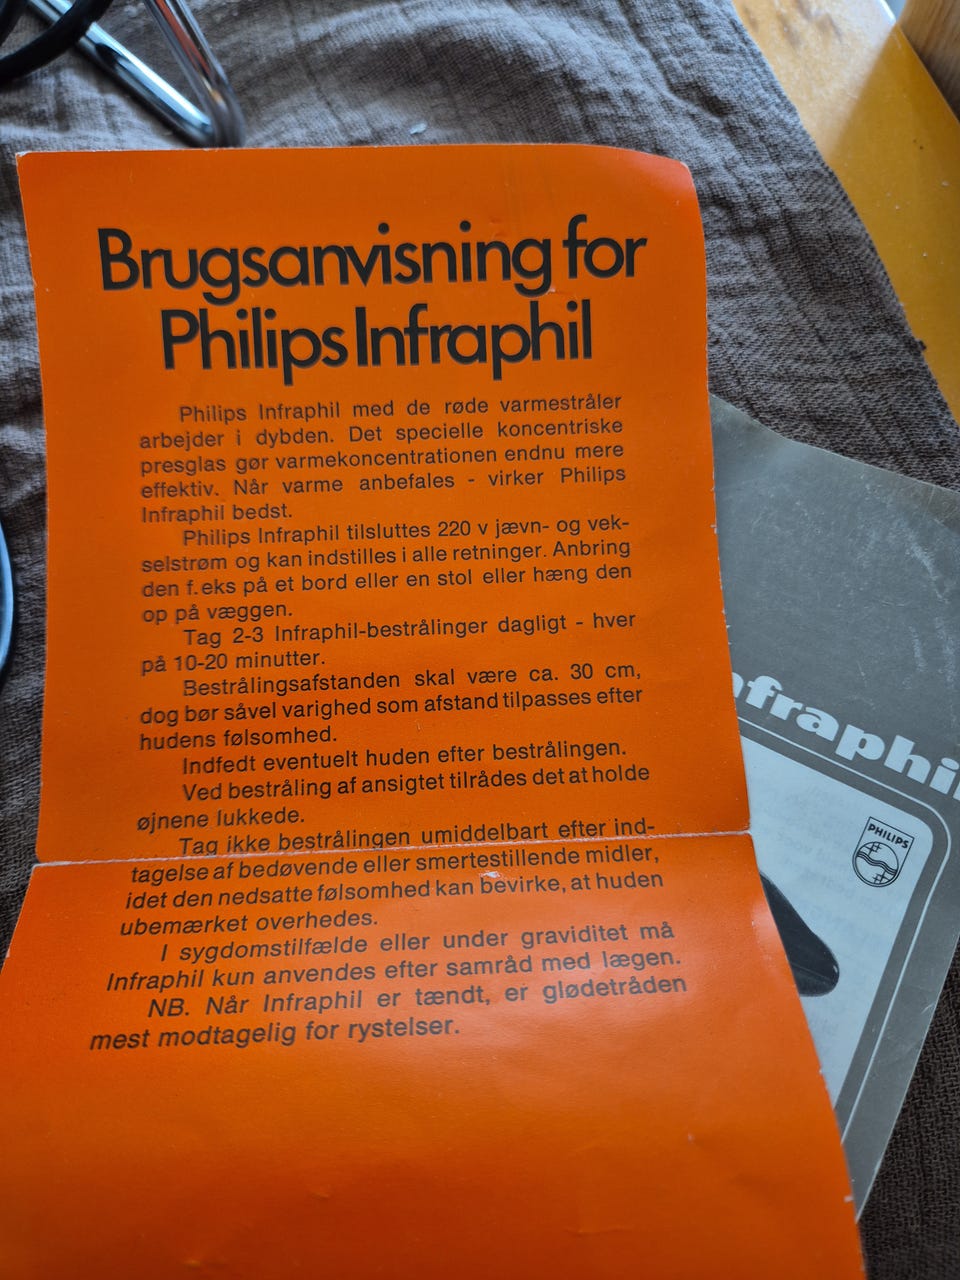 Brugsanvisning for
Philips Infraphil
Philips Infraphil med de røde varmestråler
arbejder i dybden. Det specielle koncentriske
presglas gør varmekoncentrationen endnu mere
effektiv. Når varme anbefales - virker Philips
Infraphil bedst.
Philips Infraphil tilsluttes 220 v jævn- og vek-
selstrøm og kan indstilles i alle retninger. Anbring
den f.eks på et bord eller en stol eller hæng den
op på væggen.
Tag 2-3 Infraphil-bestrålinger dagligt - hver
på 10-20 minutter.
Bestrålingsafstanden skal være ca. 30 cm,
dog bør såvel varighed som afstand tilpasses efter
hudens følsomhed.
Indfedt eventuelt huden efter bestrålingen.
Ved bestråling af ansigtet tilrådes det at holde
øjnene lukkede.
Tag ikke bestrålingen umiddelbart efter ind-
tagelse af bedøvende eller smertestillende midler,
idet den nedsatte følsomhed kan bevirke, at huden
ubemærket overhedes.
I sygdomstilfælde eller under graviditet må
Infraphil kun anvendes efter samråd med lægen.
NB. Når Infraphil er tændt, er glødetråden
mest modtagelig for rystelser.
nfraphil
PHILIPS